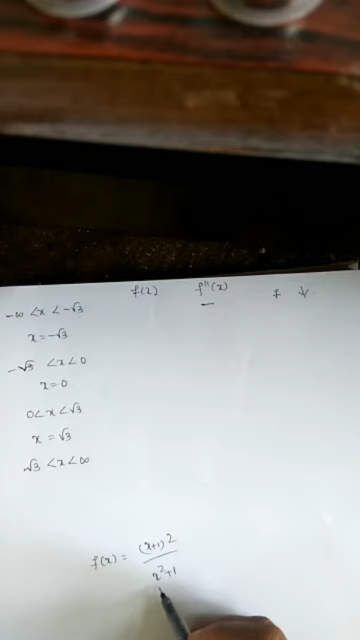 f(x) f''(x) ↑ ↓
-∞ <x < -√3
x = -√3
-√3 <x<0
x=0
0<x<√3
x = √3
√3 <x<∞
f(x) = (x+1)2 / x²+1